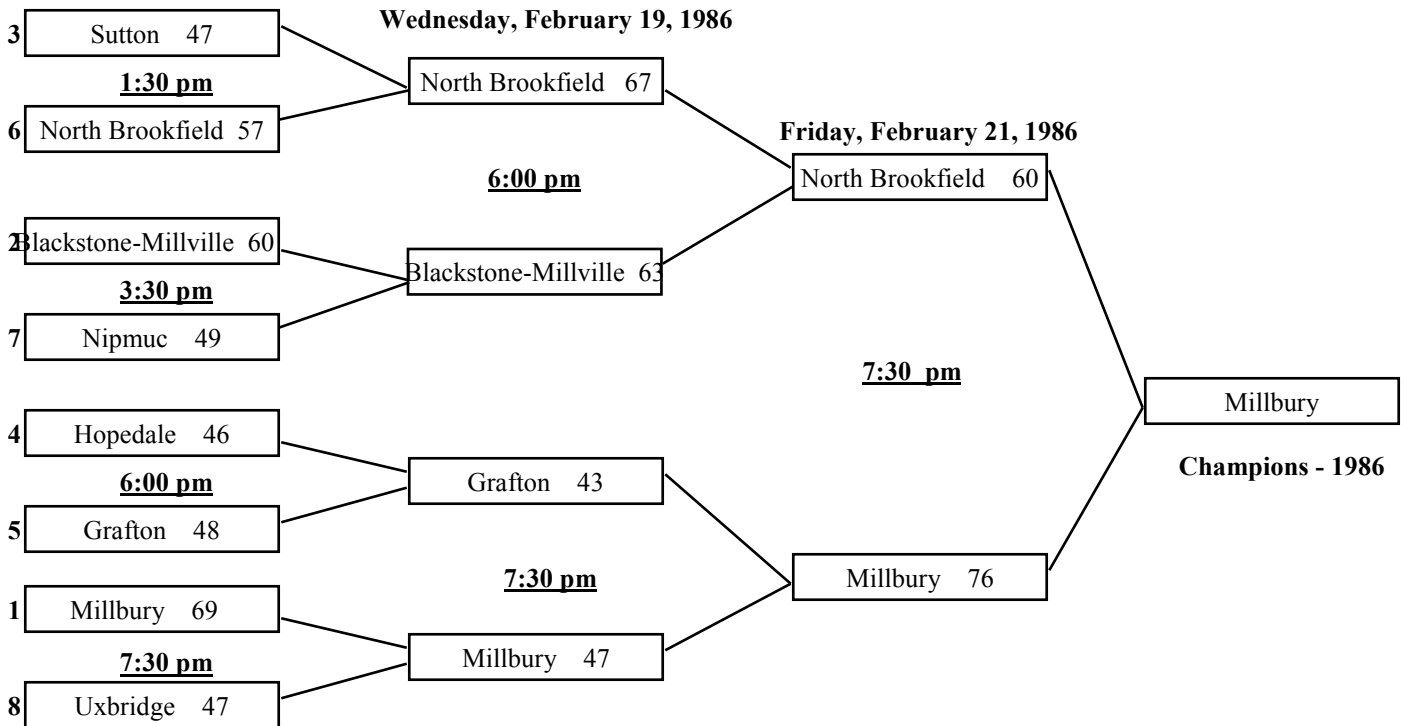 Wednesday, February 19, 1986
3 Sutton 47
1:30 pm
6 North Brookfield 57
North Brookfield 67
Friday, February 21, 1986
6:00 pm
North Brookfield 60
2 Blackstone-Millville 60
3:30 pm
7 Nipmuc 49
Blackstone-Millville 63
7:30 pm
Millbury
Champions - 1986
4 Hopedale 46
6:00 pm
5 Grafton 48
Grafton 43
7:30 pm
Millbury 76
1 Millbury 69
7:30 pm
8 Uxbridge 47
Millbury 47